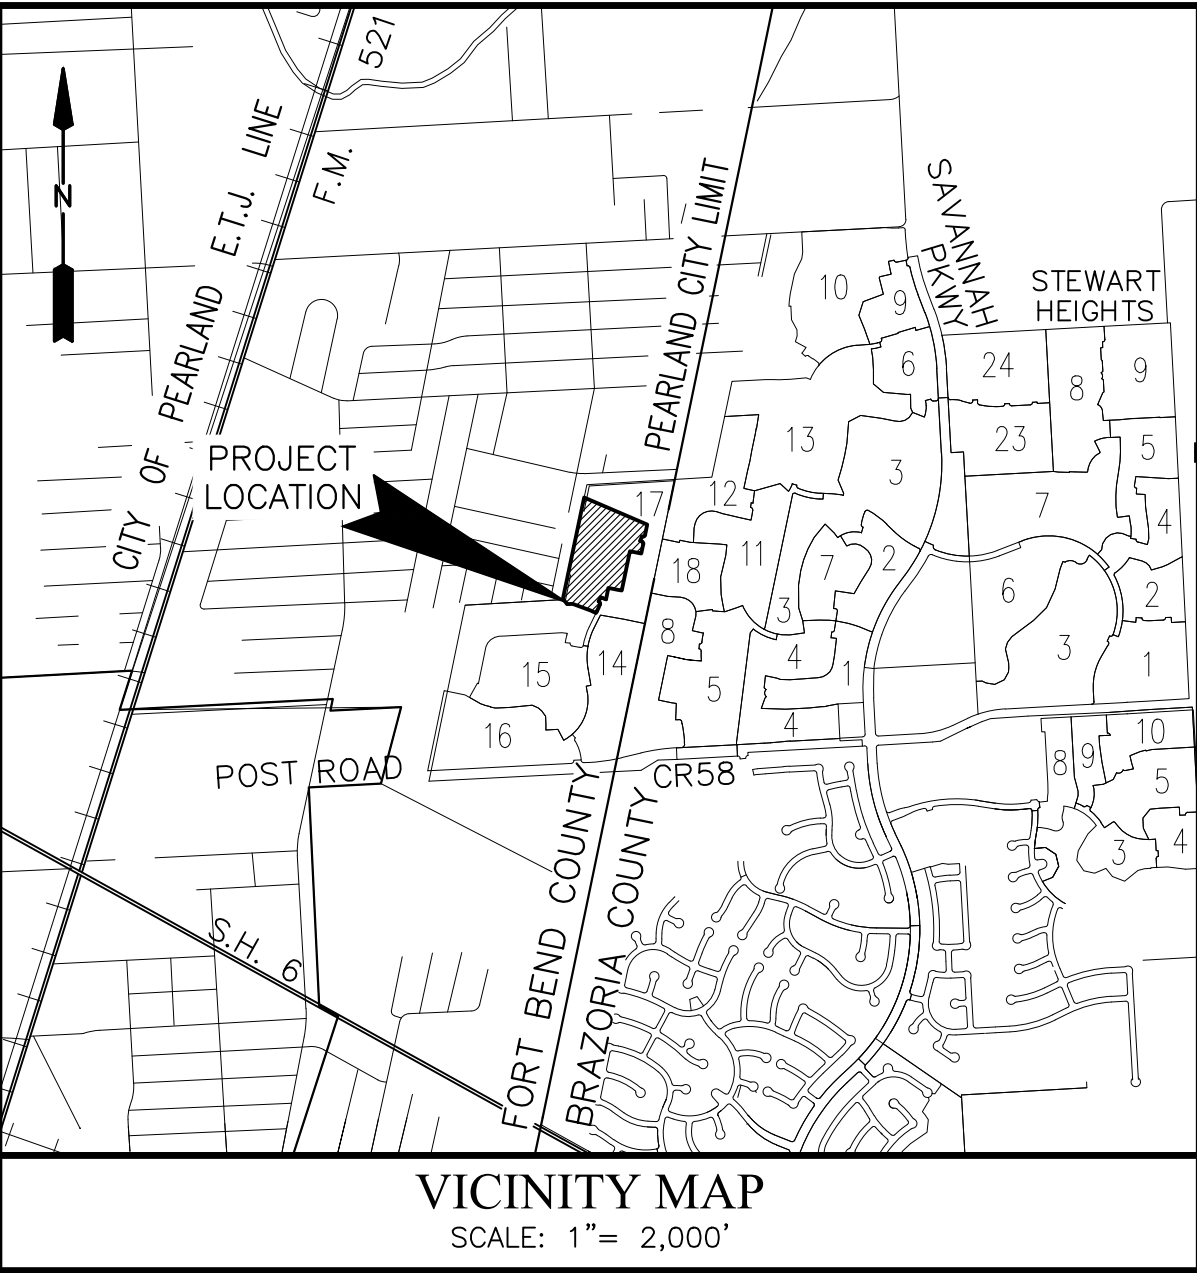 521
F.M.
CITY OF PEARLAND E.T.J. LINE
N
PEARLAND CITY LIMIT
SAVANNAH
PKWY
STEWART
HEIGHTS
10
9
6
24
8
9
13
3
23
5
PROJECT
LOCATION
17
12
7
4
18
11
7
2
6
2
3
8
14
4
1
3
1
15
5
16
4
10
POST ROAD
CR58
8
9
5
3
4
S.H. 6
FORT BEND COUNTY
BRAZORIA COUNTY
VICINITY MAP
SCALE: 1"= 2,000'